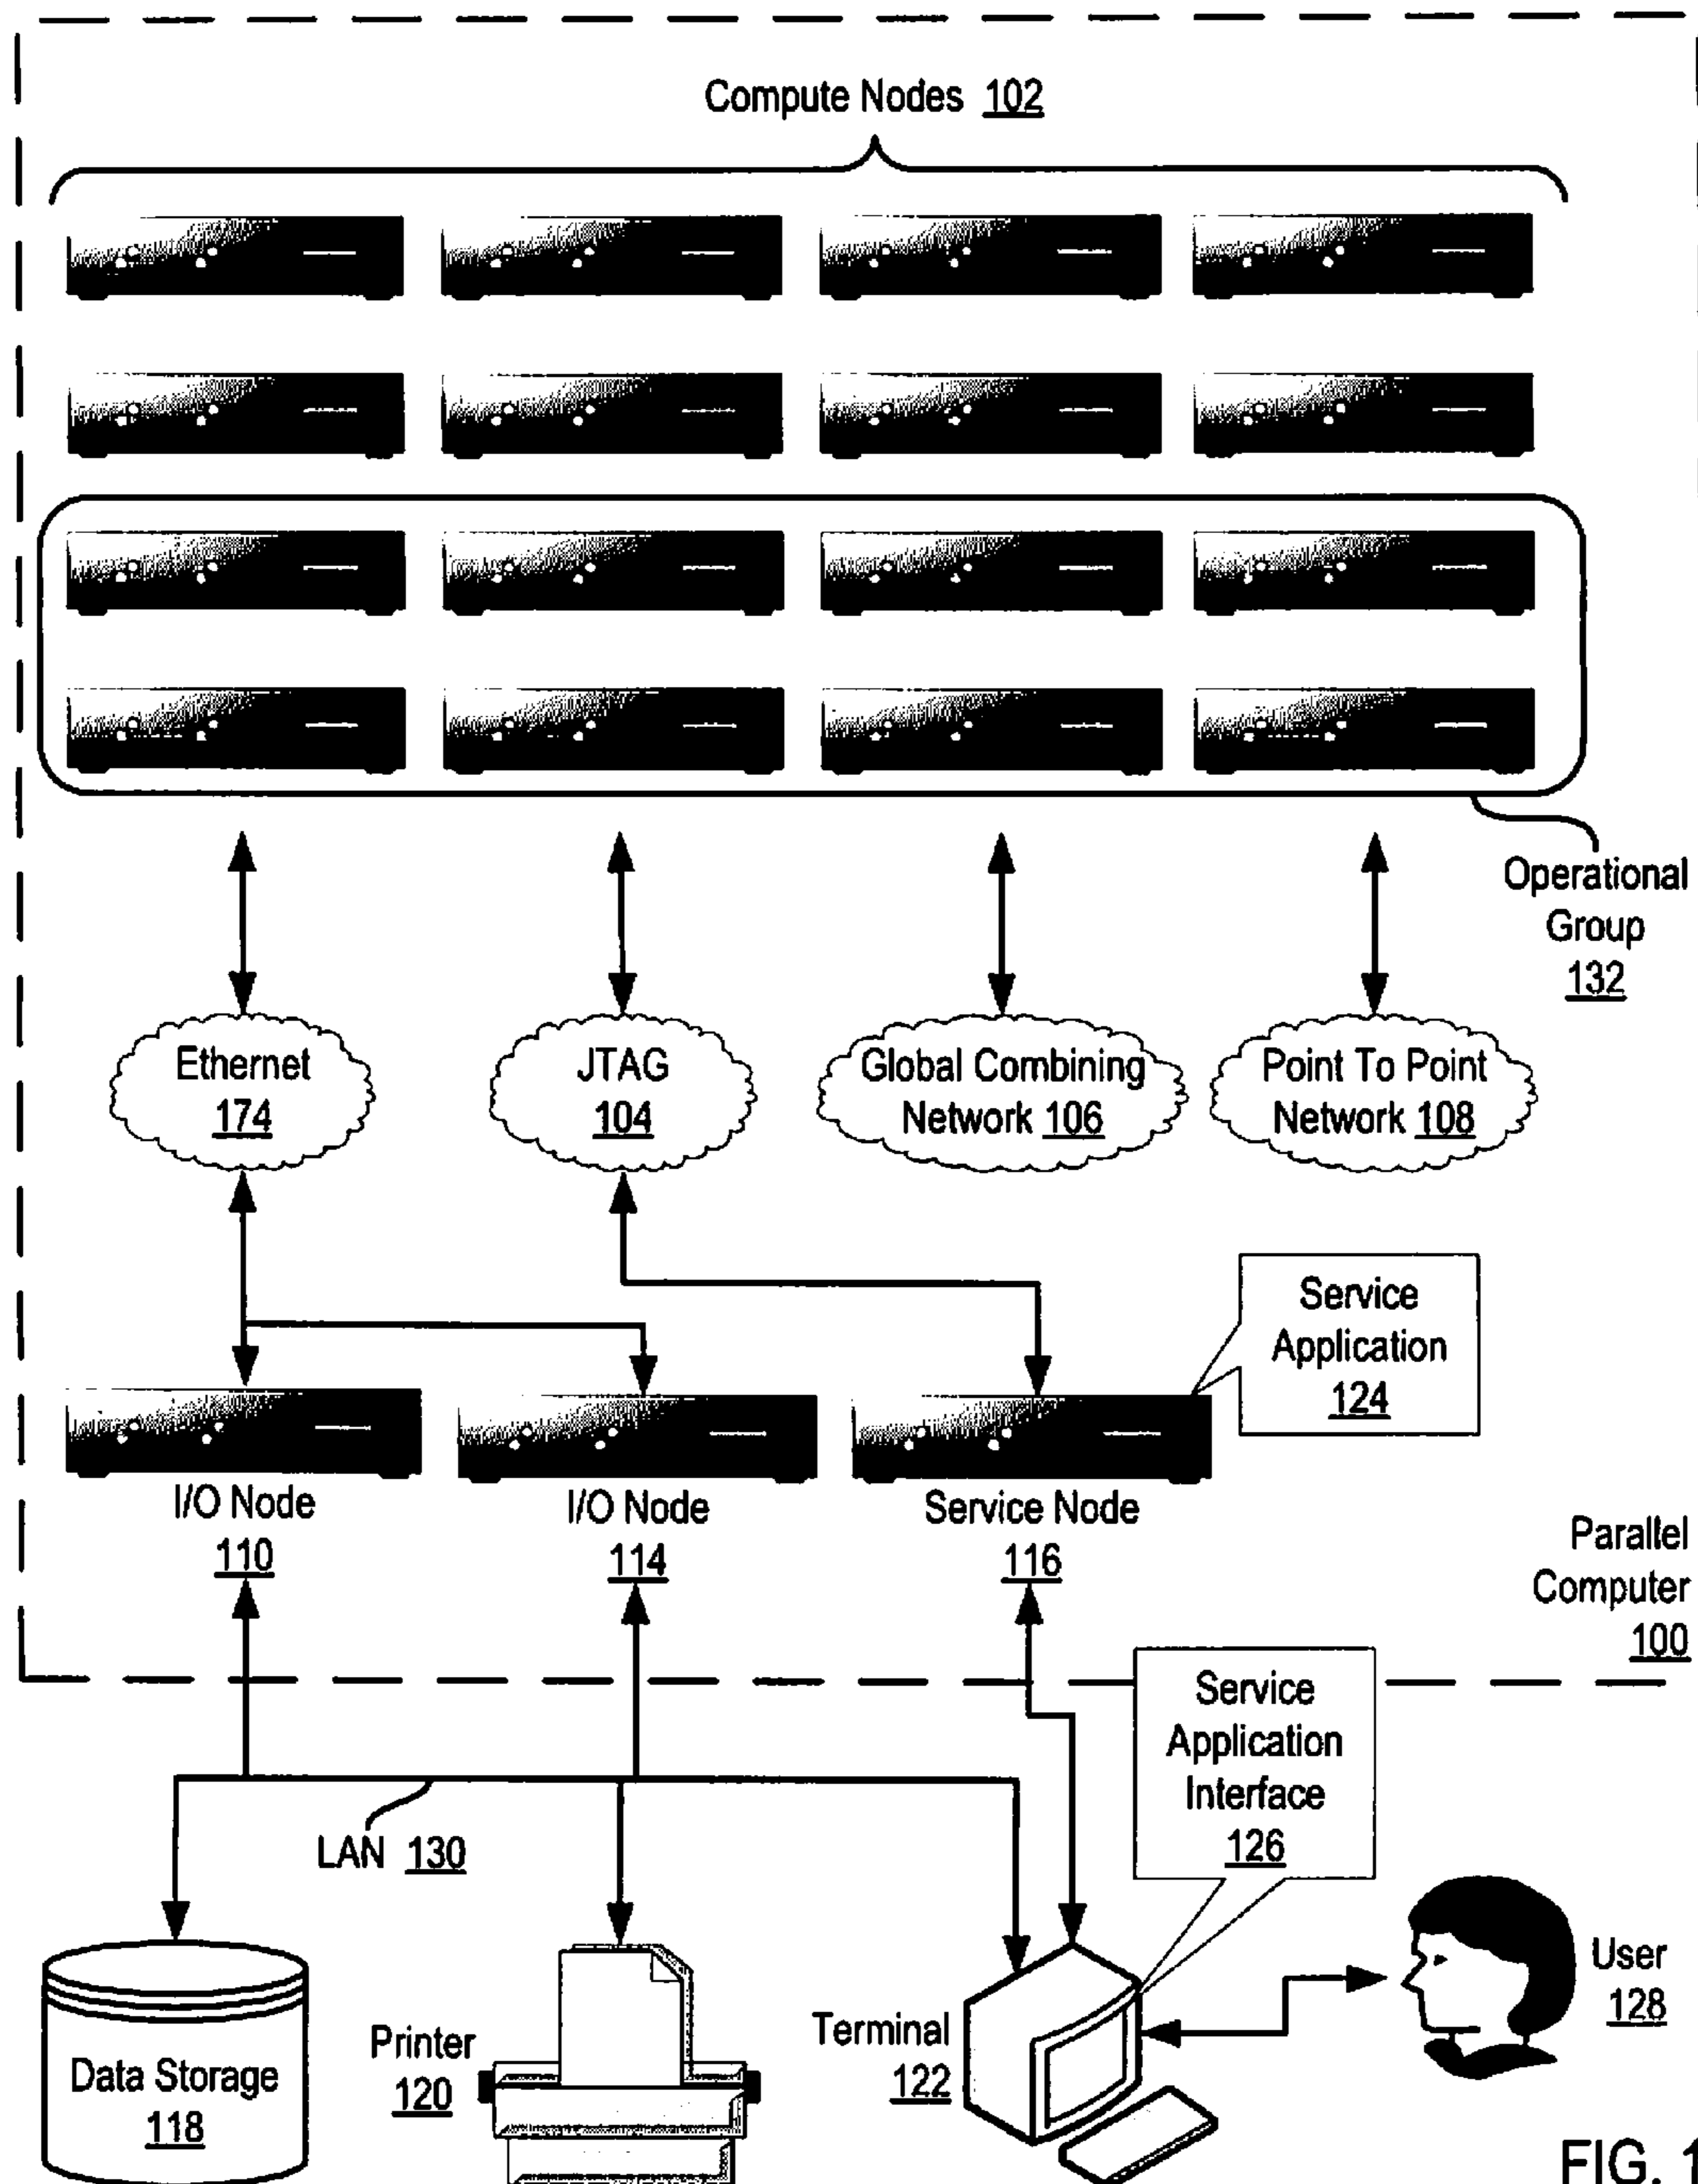 Compute Nodes 102
Operational
Group
132
Ethernet
174
JTAG
104
Global Combining
Network 106
Point To Point
Network 108
Service
Application
124
I/O Node
110
I/O Node
114
Service Node
116
Parallel
Computer
100
Service
Application
Interface
126
LAN 130
Data Storage
118
Printer
120
Terminal
122
User
128
FIG. 1